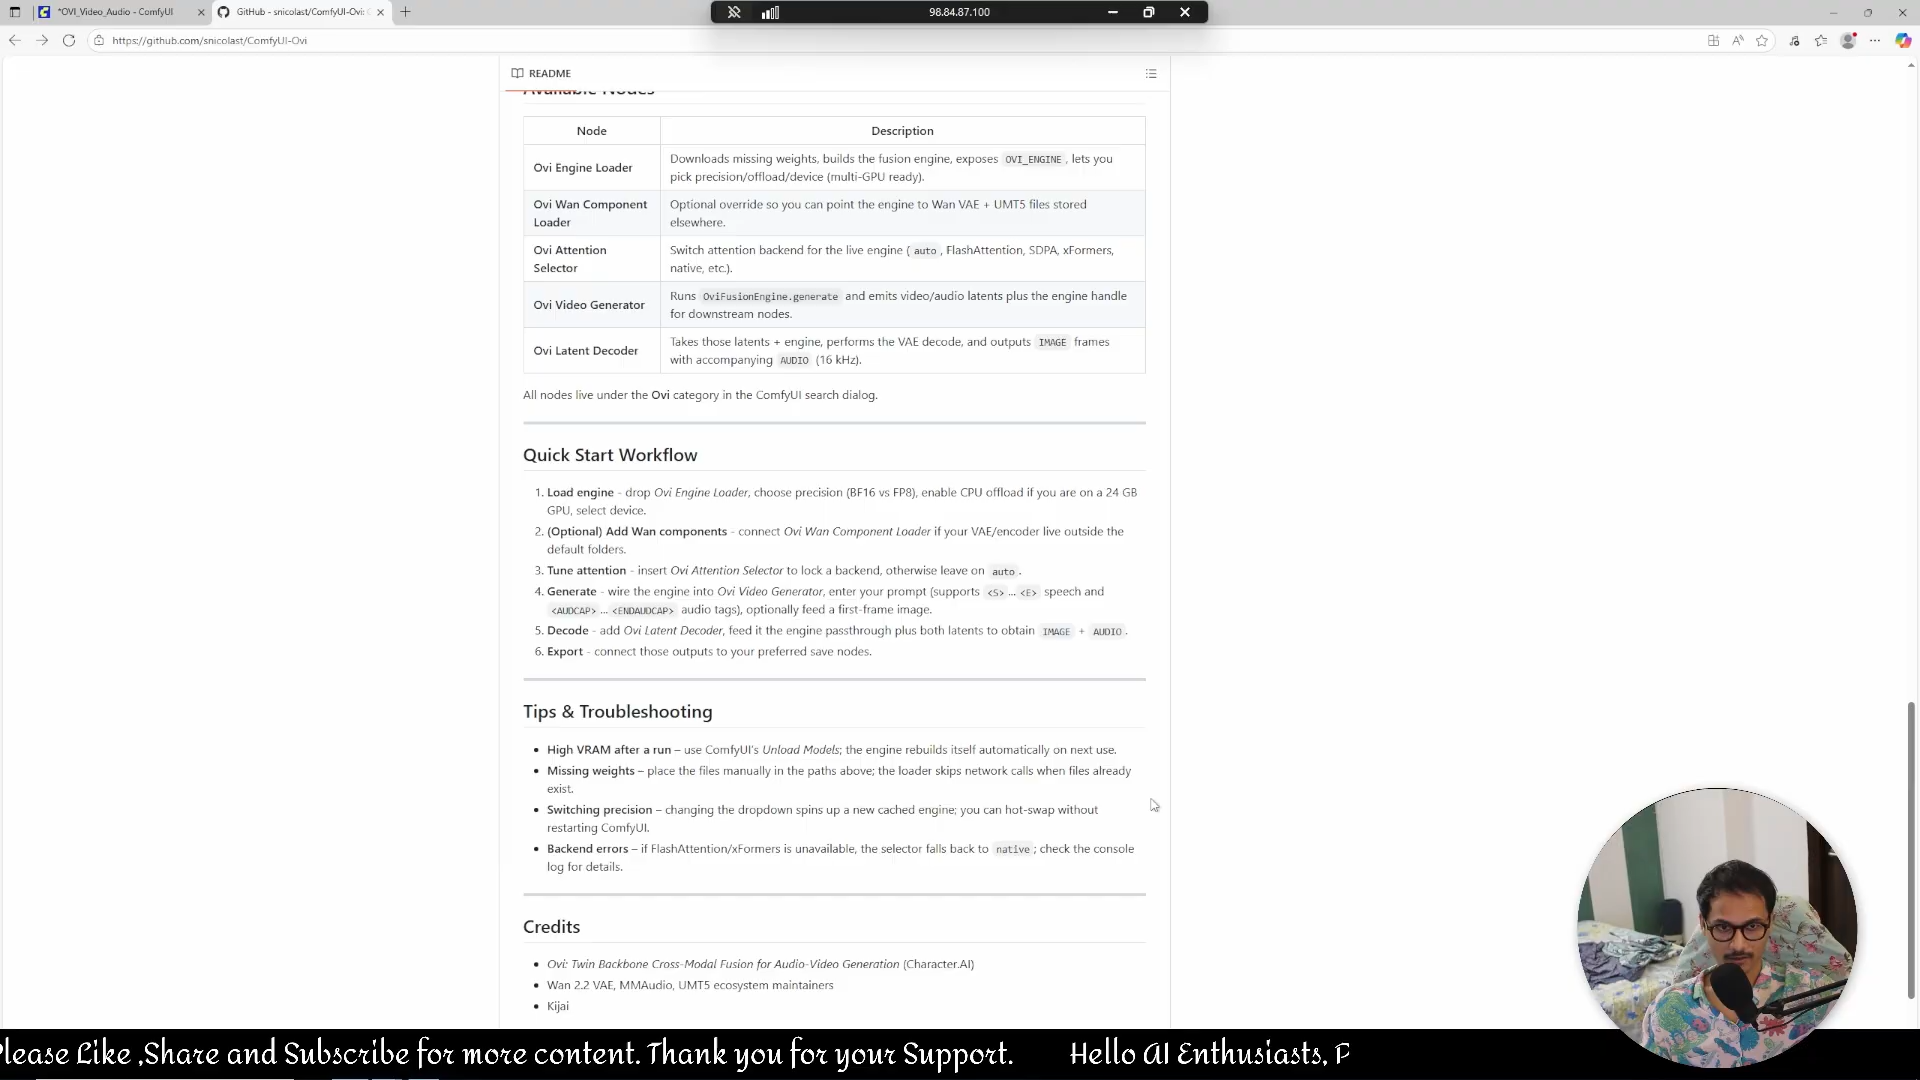 *OVI_Video_Audio - ComfyUI
GitHub - snicolast/ComfyUI-Ovi:
98.84.87.100
https://github.com/snicolast/ComfyUI-Ovi
README
Available Nodes
Node Description
Ovi Engine Loader
Downloads missing weights, builds the fusion engine, exposes OVI_ENGINE , lets you
pick precision/offload/device (multi-GPU ready).
Ovi Wan Component
Loader
Optional override so you can point the engine to Wan VAE + UMT5 files stored
elsewhere.
Ovi Attention
Selector
Switch attention backend for the live engine ( auto , FlashAttention, SDPA, xFormers,
native, etc.).
Ovi Video Generator
Runs OviFusionEngine.generate and emits video/audio latents plus the engine handle
for downstream nodes.
Ovi Latent Decoder
Takes those latents + engine, performs the VAE decode, and outputs IMAGE frames
with accompanying AUDIO (16 kHz).
All nodes live under the Ovi category in the ComfyUI search dialog.
Quick Start Workflow
1. Load engine - drop Ovi Engine Loader, choose precision (BF16 vs FP8), enable CPU offload if you are on a 24 GB
GPU, select device.
2. (Optional) Add Wan components - connect Ovi Wan Component Loader if your VAE/encoder live outside the
default folders.
3. Tune attention - insert Ovi Attention Selector to lock a backend, otherwise leave on auto .
4. Generate - wire the engine into Ovi Video Generator, enter your prompt (supports <S> … <E> speech and
<AUDCAP> … <ENDAUDCAP> audio tags), optionally feed a first-frame image.
5. Decode - add Ovi Latent Decoder, feed it the engine passthrough plus both latents to obtain IMAGE + AUDIO .
6. Export - connect those outputs to your preferred save nodes.
Tips & Troubleshooting
• High VRAM after a run – use ComfyUI's Unload Models; the engine rebuilds itself automatically on next use.
• Missing weights – place the files manually in the paths above; the loader skips network calls when files already
exist.
• Switching precision – changing the dropdown spins up a new cached engine; you can hot-swap without
restarting ComfyUI.
• Backend errors – if FlashAttention/xFormers is unavailable, the selector falls back to native ; check the console
log for details.
Credits
• Ovi: Twin Backbone Cross-Modal Fusion for Audio-Video Generation (Character.AI)
• Wan 2.2 VAE, MMAudio, UMT5 ecosystem maintainers
• Kijai
Please Like ,Share and Subscribe for more content. Thank you for your Support. Hello AI Enthusiasts, P